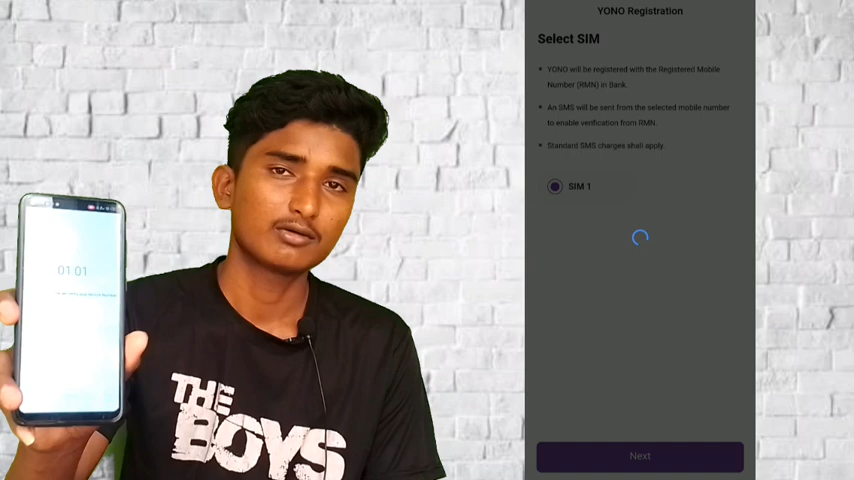 YONO Registration
Select SIM
YONO will be registered with the Registered Mobile
Number (RMN) in Bank.
An SMS will be sent from the selected mobile number
to enable verification from RMN.
Standard SMS charges shall apply.
SIM 1
Next
01:01
THE
BOYS